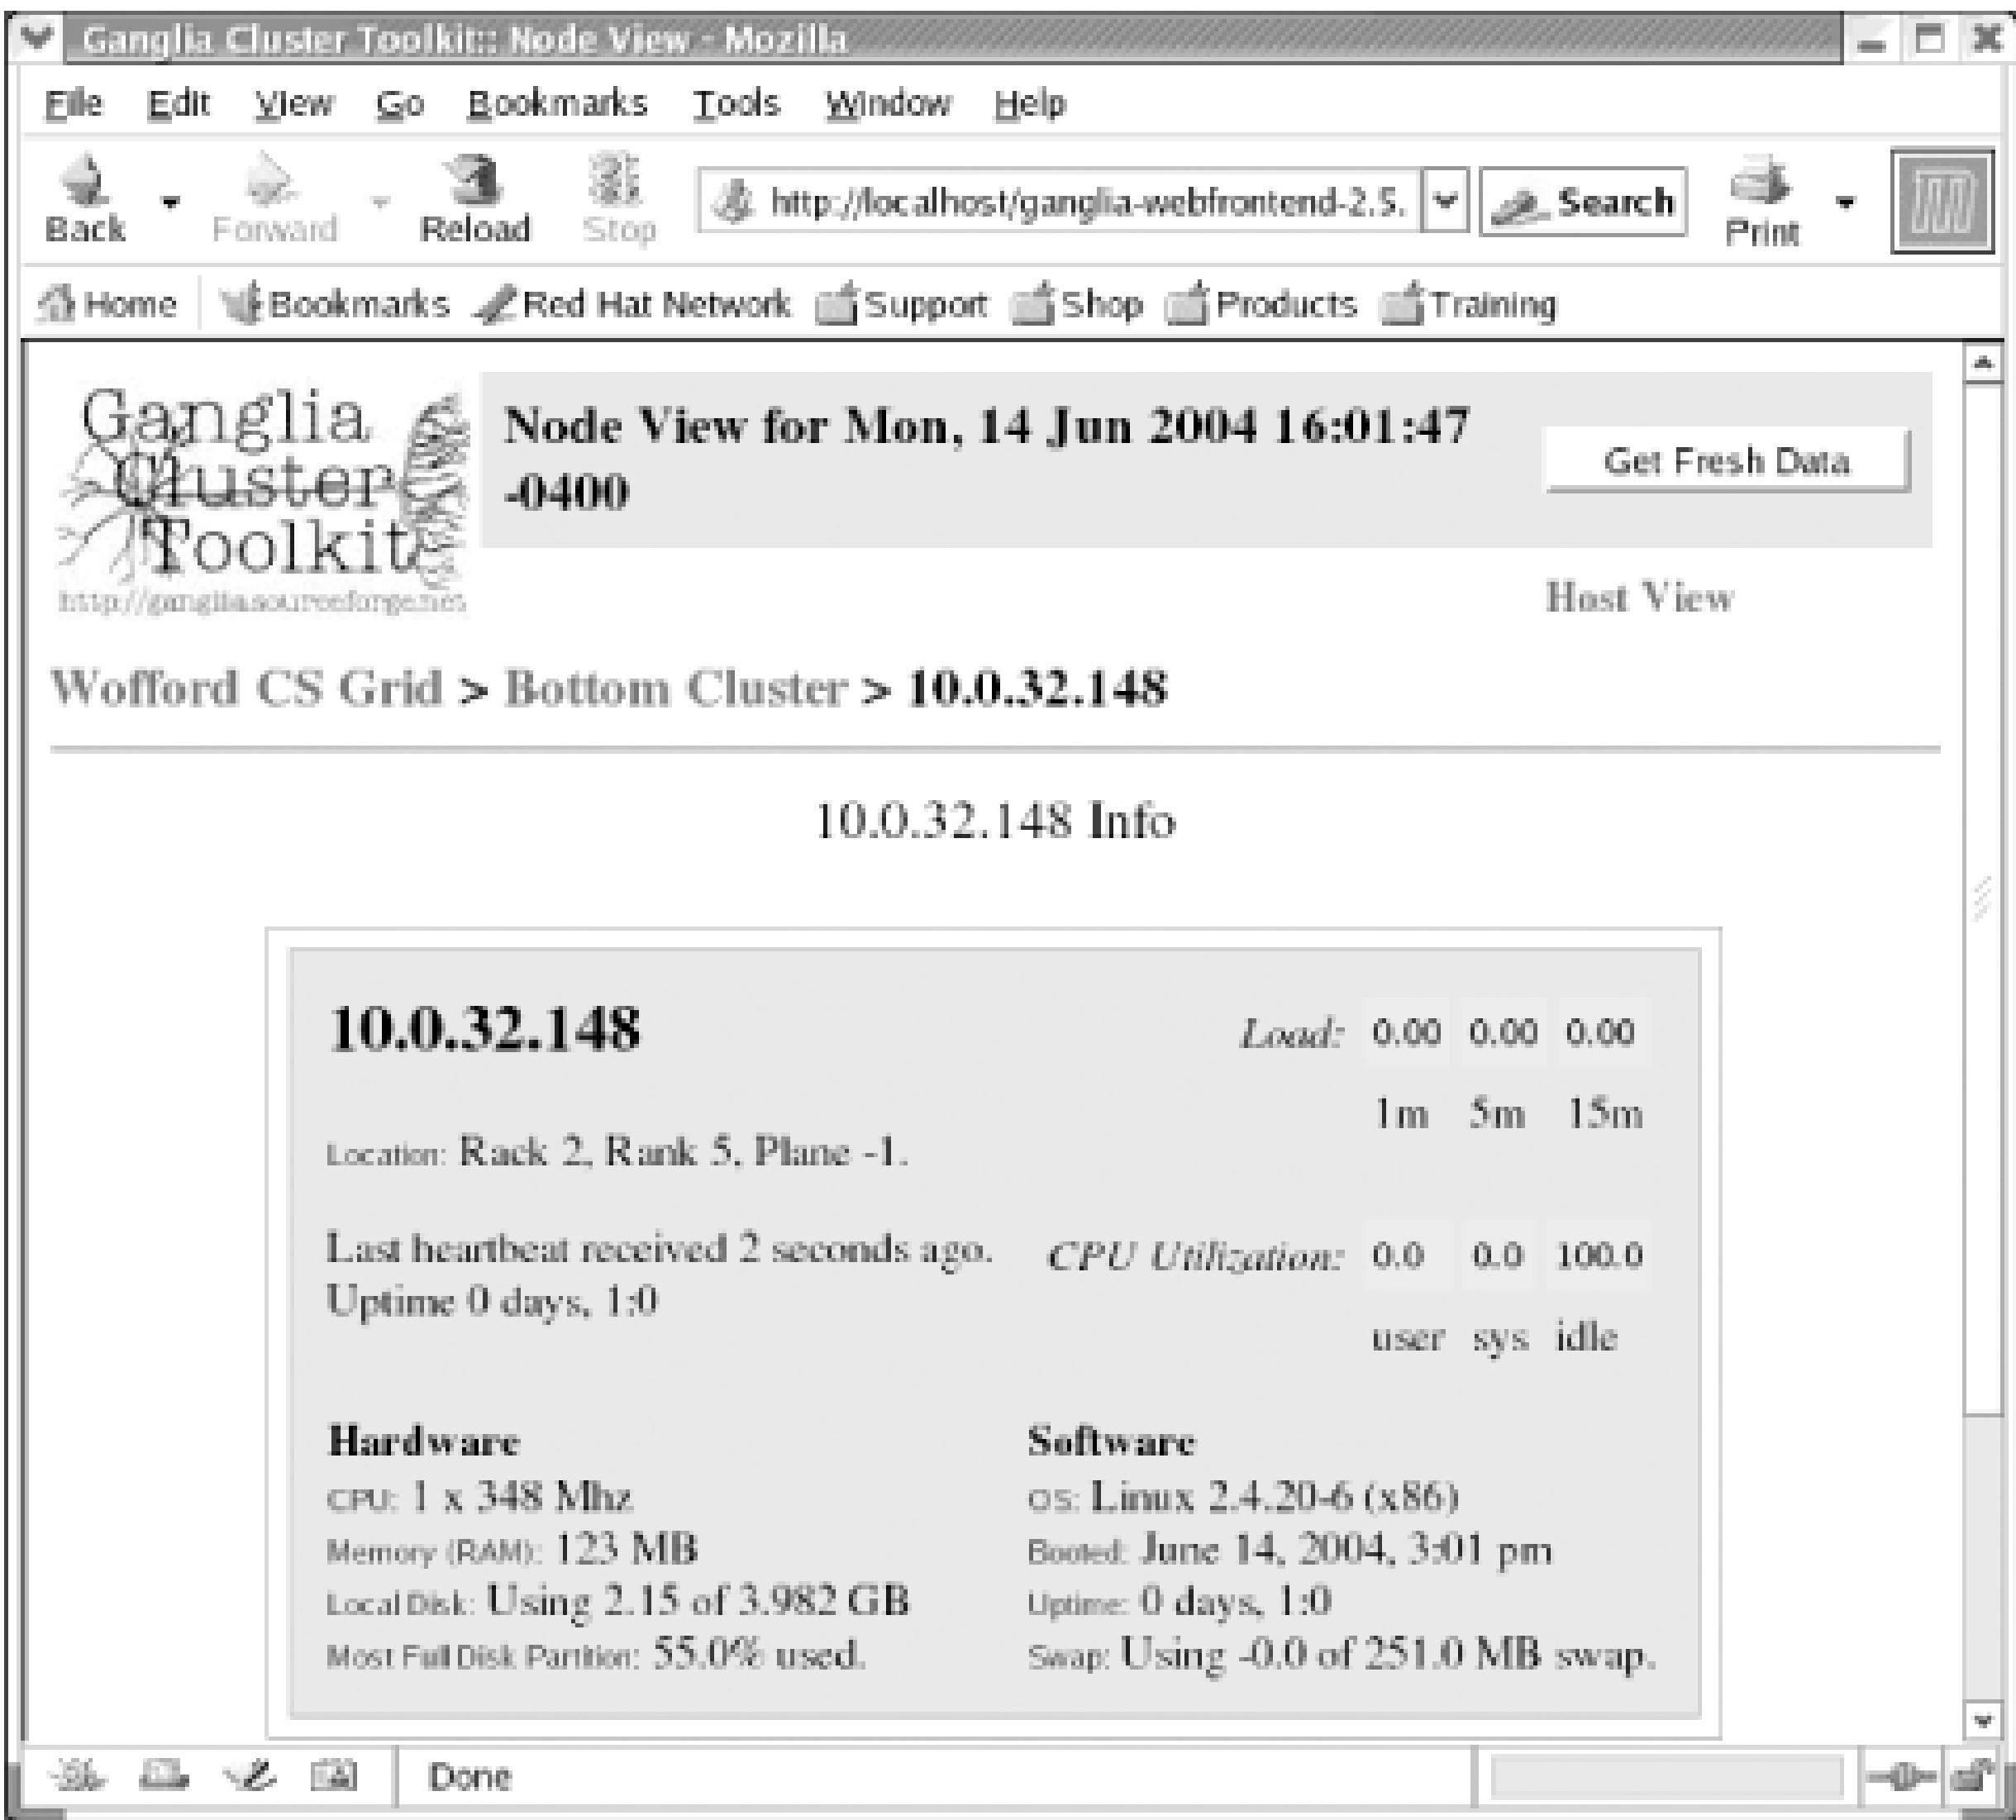 Ganglia Cluster Toolkit:: Node View - Mozilla
File Edit View Go Bookmarks Tools Window Help
Back Forward Reload Stop http://localhost/ganglia-webfrontend-2.5. Search Print
Home Bookmarks Red Hat Network Support Shop Products Training
Ganglia
Cluster
Toolkit
http://ganglia.sourceforge.net
Node View for Mon, 14 Jun 2004 16:01:47
-0400
Get Fresh Data
Host View
Wofford CS Grid > Bottom Cluster > 10.0.32.148
10.0.32.148 Info
10.0.32.148
Load: 0.00 0.00 0.00
1m 5m 15m
Location: Rack 2, Rank 5, Plane -1.
Last heartbeat received 2 seconds ago.
Uptime 0 days, 1:0
CPU Utilization: 0.0 0.0 100.0
user sys idle
Hardware
CPU: 1 x 348 Mhz
Memory (RAM): 123 MB
Local Disk: Using 2.15 of 3.982 GB
Most Full Disk Partition: 55.0% used.
Software
OS: Linux 2.4.20-6 (x86)
Booted: June 14, 2004, 3:01 pm
Uptime: 0 days, 1:0
Swap: Using -0.0 of 251.0 MB swap.
Done